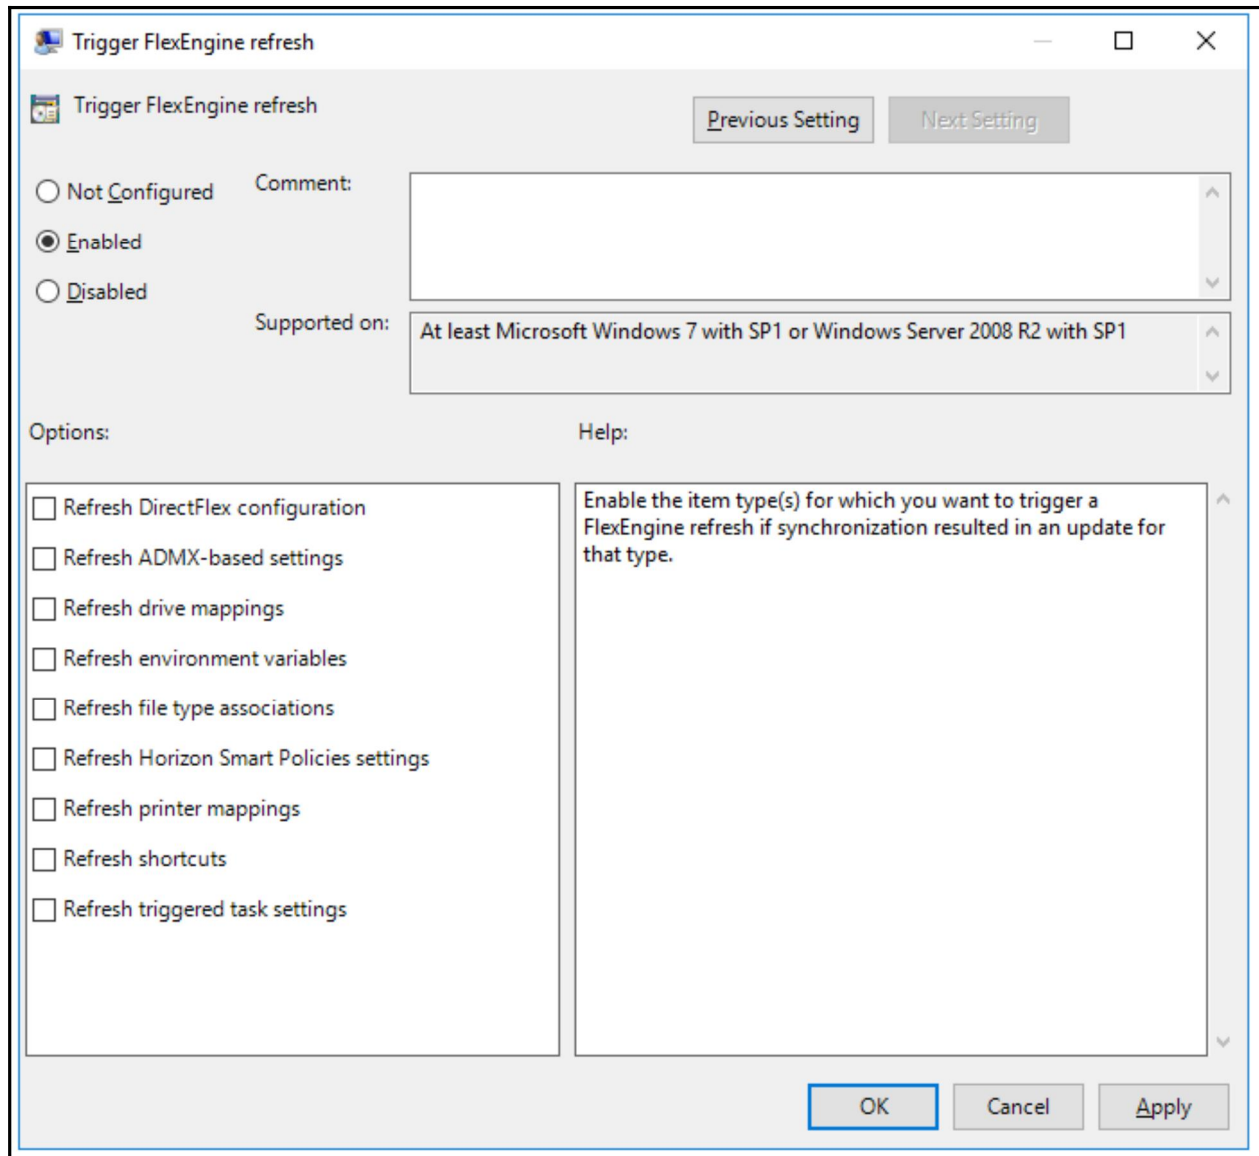 Trigger FlexEngine refresh
Trigger FlexEngine refresh
Previous Setting
Next Setting
Not Configured
Comment:
Enabled
Disabled
Supported on:
At least Microsoft Windows 7 with SP1 or Windows Server 2008 R2 with SP1
Options:
Help:
Refresh DirectFlex configuration
Refresh ADMX-based settings
Refresh drive mappings
Refresh environment variables
Refresh file type associations
Refresh Horizon Smart Policies settings
Refresh printer mappings
Refresh shortcuts
Refresh triggered task settings
Enable the item type(s) for which you want to trigger a
FlexEngine refresh if synchronization resulted in an update for
that type.
OK
Cancel
Apply